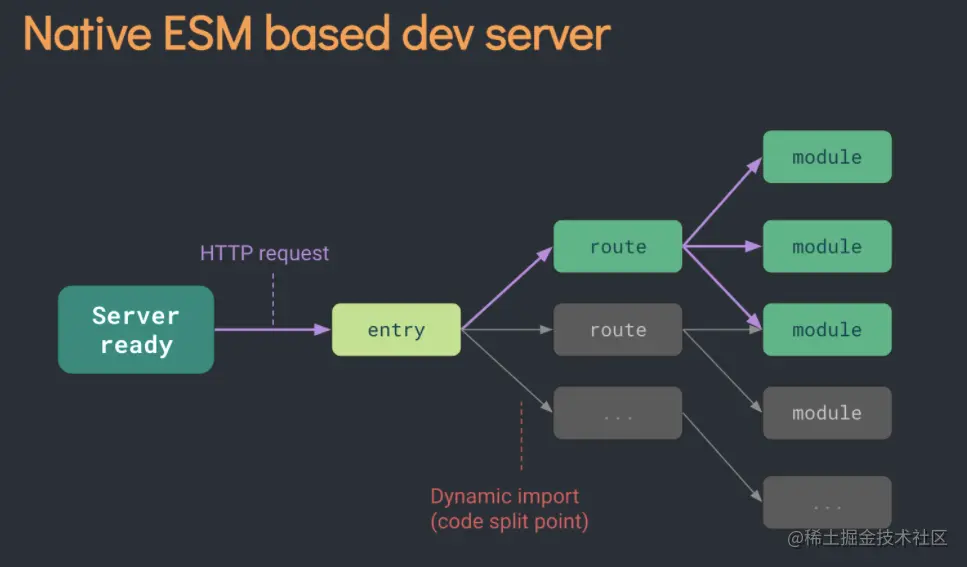 Native ESM based dev server
module
HTTP request
route
module
Server
ready
entry
route
module
...
module
Dynamic import
(code split point)
...
@稀土掘金技术社区